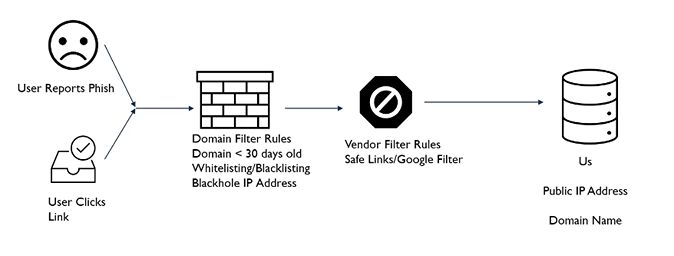 User Reports Phish
User Clicks
Link
Domain Filter Rules
Domain < 30 days old
Whitelisting/Blacklisting
Blackhole IP Address
Vendor Filter Rules
Safe Links/Google Filter
Us
Public IP Address
Domain Name